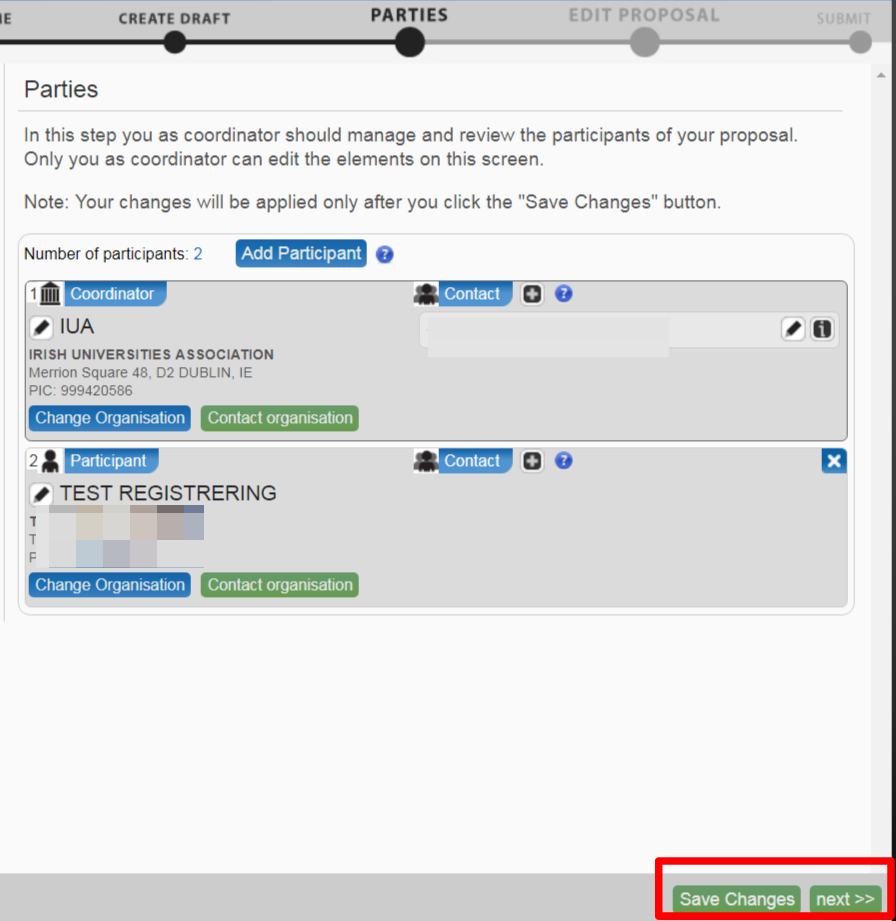 IE CREATE DRAFT PARTIES EDIT PROPOSAL SUBMIT
Parties
In this step you as coordinator should manage and review the participants of your proposal.
Only you as coordinator can edit the elements on this screen.
Note: Your changes will be applied only after you click the "Save Changes" button.
Number of participants: 2 Add Participant ?
1 Coordinator Contact + ?
IUA
IRISH UNIVERSITIES ASSOCIATION
Merrion Square 48, D2 DUBLIN, IE
PIC: 999420586
Change Organisation Contact organisation
2 Participant Contact + ?
TEST REGISTRERING
T
T
P
Change Organisation Contact organisation
Save Changes next >>